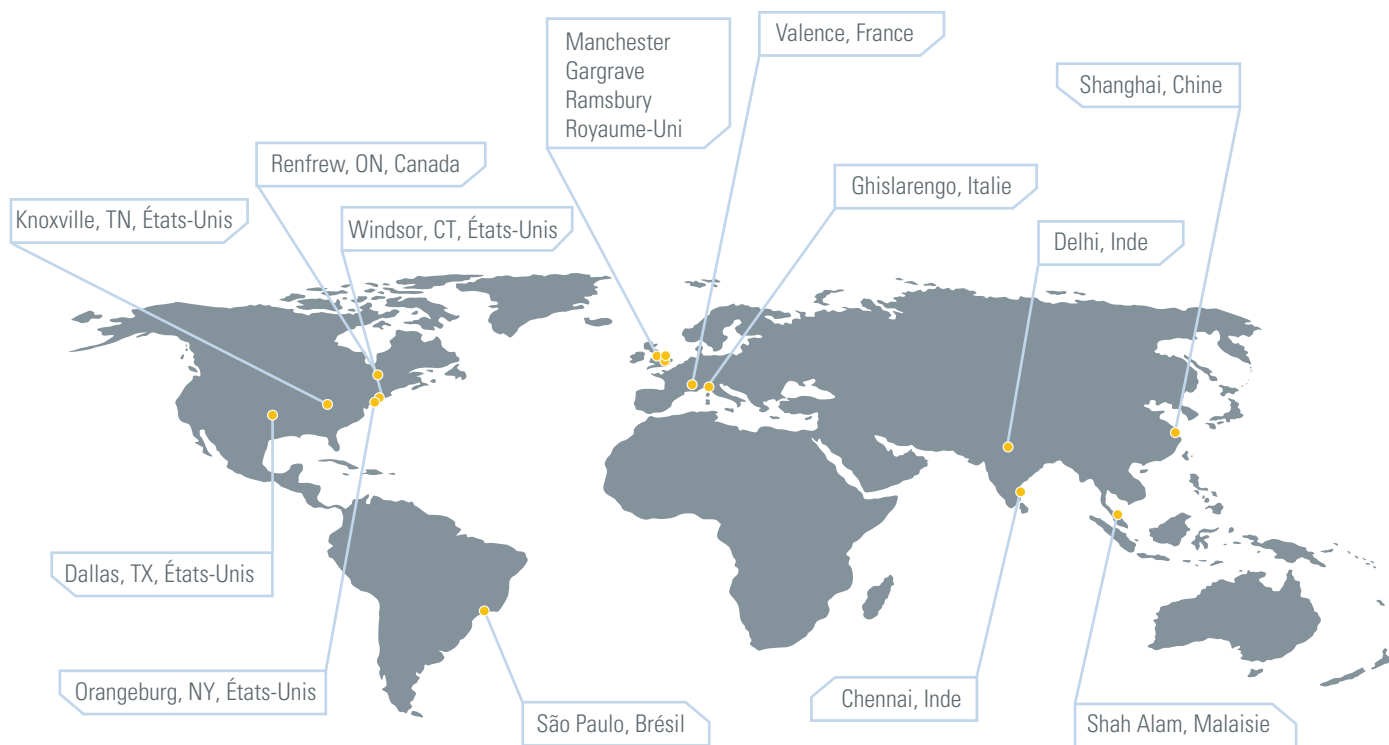 Valence, France
Manchester
Gargrave
Ramsbury
Royaume-Uni
Shanghai, Chine
Renfrew, ON, Canada
Ghislarengo, Italie
Knoxville, TN, États-Unis
Windsor, CT, États-Unis
Delhi, Inde
Dallas, TX, États-Unis
Orangeburg, NY, États-Unis
Chennai, Inde
São Paulo, Brésil
Shah Alam, Malaisie